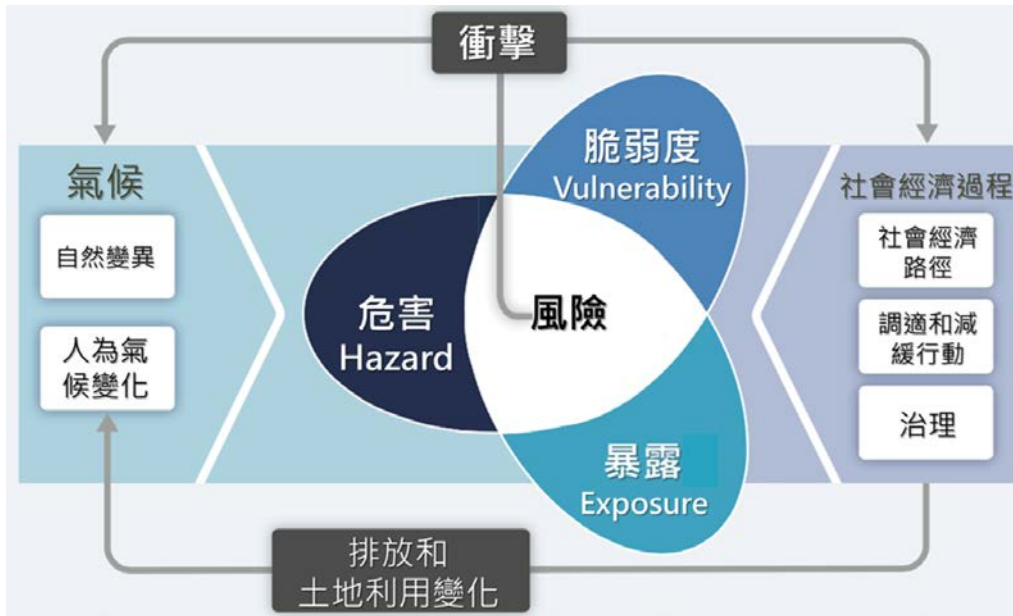 衝擊
氣候
自然變異
人為氣
候變化
危害
Hazard
脆弱度
Vulnerability
風險
暴露
Exposure
社會經濟過程
社會經濟
路徑
調適和減
緩行動
治理
排放和
土地利用變化